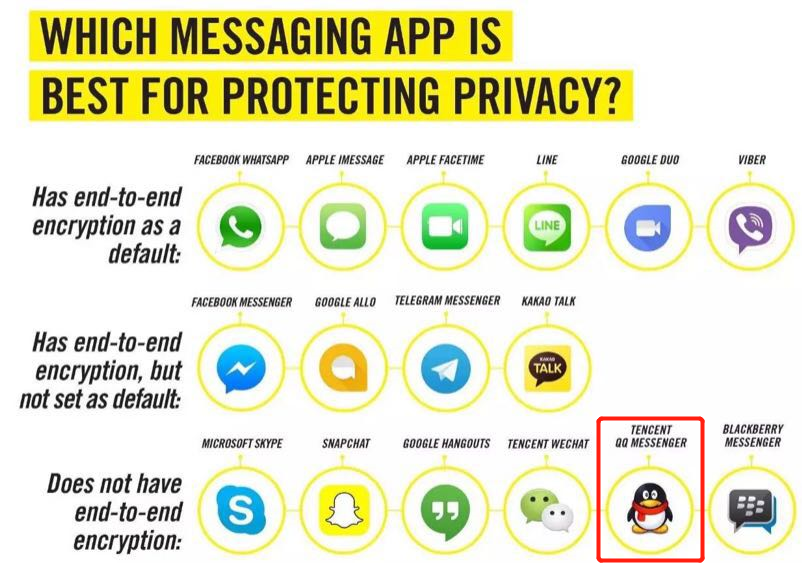 WHICH MESSAGING APP IS
BEST FOR PROTECTING PRIVACY?
FACEBOOK WHATSAPP
APPLE IMESSAGE
APPLE FACETIME
LINE
GOOGLE DUO
VIBER
Has end-to-end
encryption as a
default:
LINE
FACEBOOK MESSENGER
GOOGLE ALLO
TELEGRAM MESSENGER
KAKAO TALK
Has end-to-end
encryption, but
not set as default:
KAKAO
TALK
MICROSOFT SKYPE
SNAPCHAT
GOOGLE HANGOUTS
TENCENT WECHAT
TENCENT
QQ MESSENGER
BLACKBERRY
MESSENGER
Does not have
end-to-end
encryption:
S